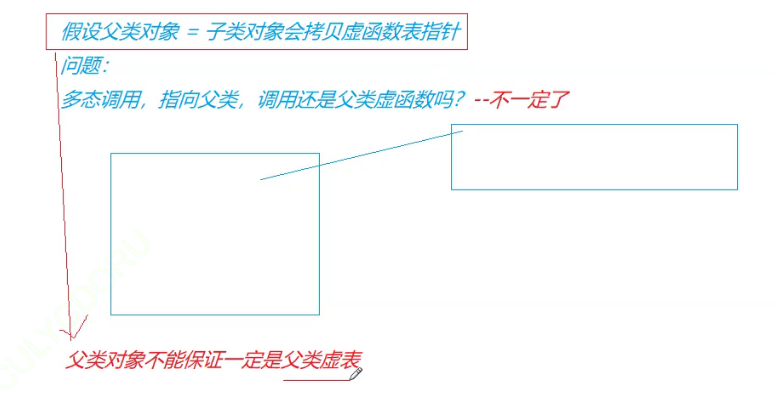 假设父类对象 = 子类对象会拷贝虚函数表指针
问题：
多态调用，指向父类，调用还是父类虚函数吗？--不一定了
父类对象不能保证一定是父类虚表